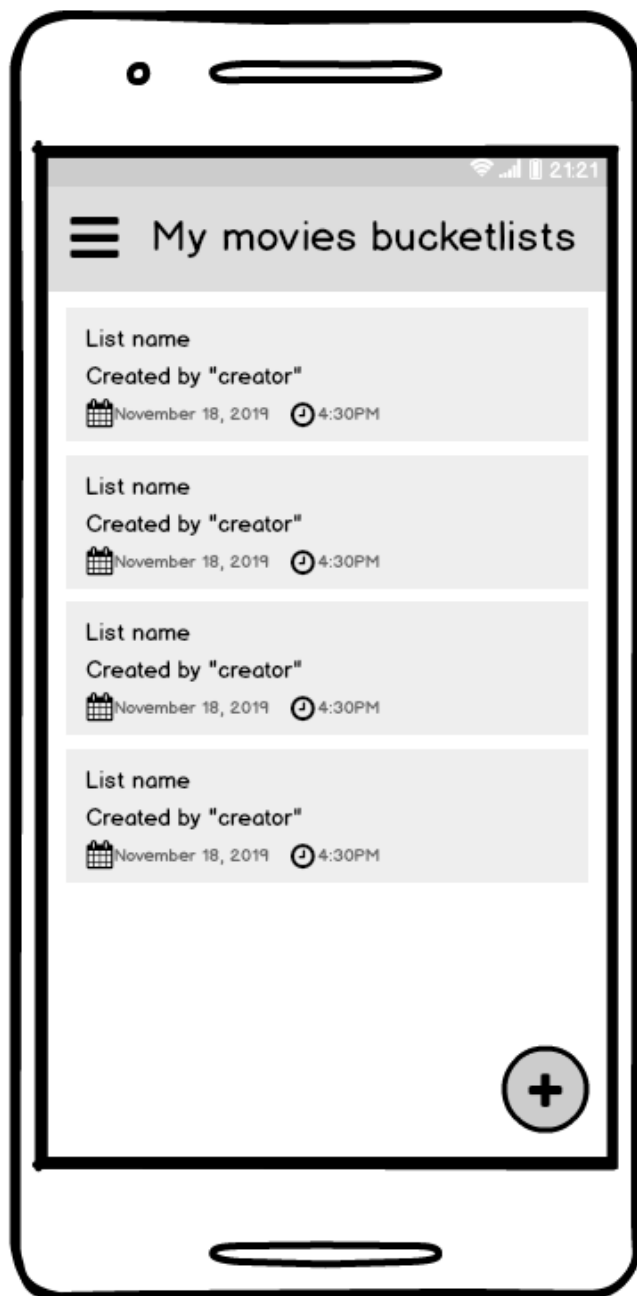 21:21
My movies bucketlists
List name
Created by "creator"
November 18, 2019 4:30PM
List name
Created by "creator"
November 18, 2019 4:30PM
List name
Created by "creator"
November 18, 2019 4:30PM
List name
Created by "creator"
November 18, 2019 4:30PM